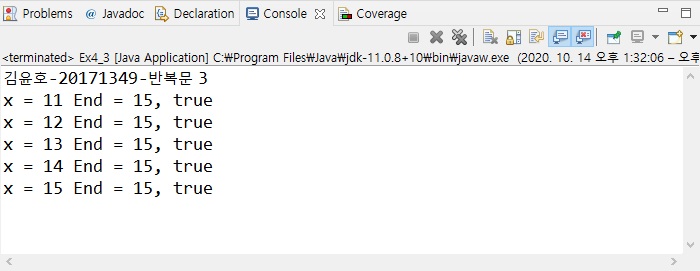 Problems @ Javadoc Declaration Console Coverage
<terminated> Ex4_3 [Java Application] C:₩Program Files₩Java₩jdk-11.0.8+10₩bin₩javaw.exe (2020. 10. 14 오후 1:32:06 – 오후
김윤호-20171349-반복문 3
x = 11 End = 15, true
x = 12 End = 15, true
x = 13 End = 15, true
x = 14 End = 15, true
x = 15 End = 15, true